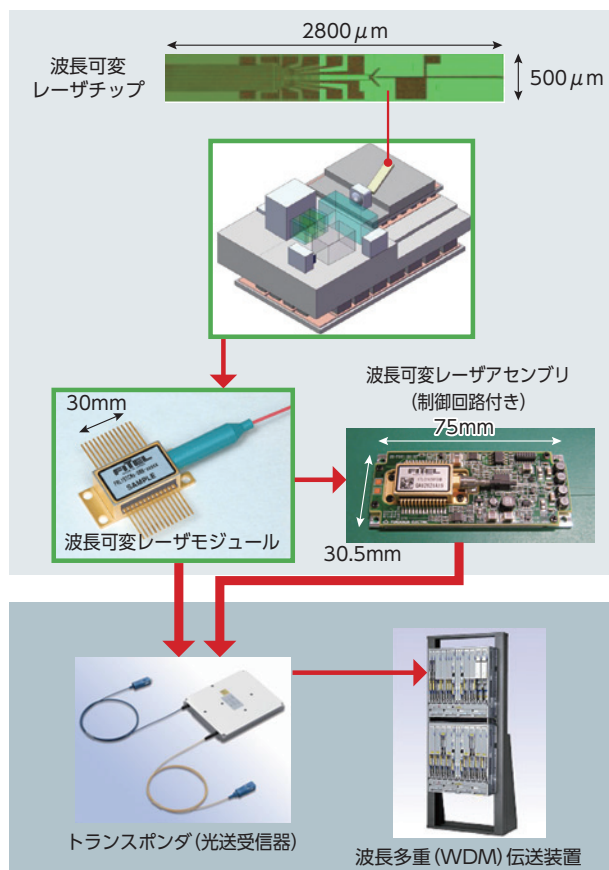 2800μm
波長可変
レーザチップ
500μm
波長可変レーザアセンブリ
(制御回路付き)
75mm
30mm
FITEL
SAMPLE
波長可変レーザモジュール
30.5mm
トランスポンダ(光送受信器)
波長多重(WDM)伝送装置